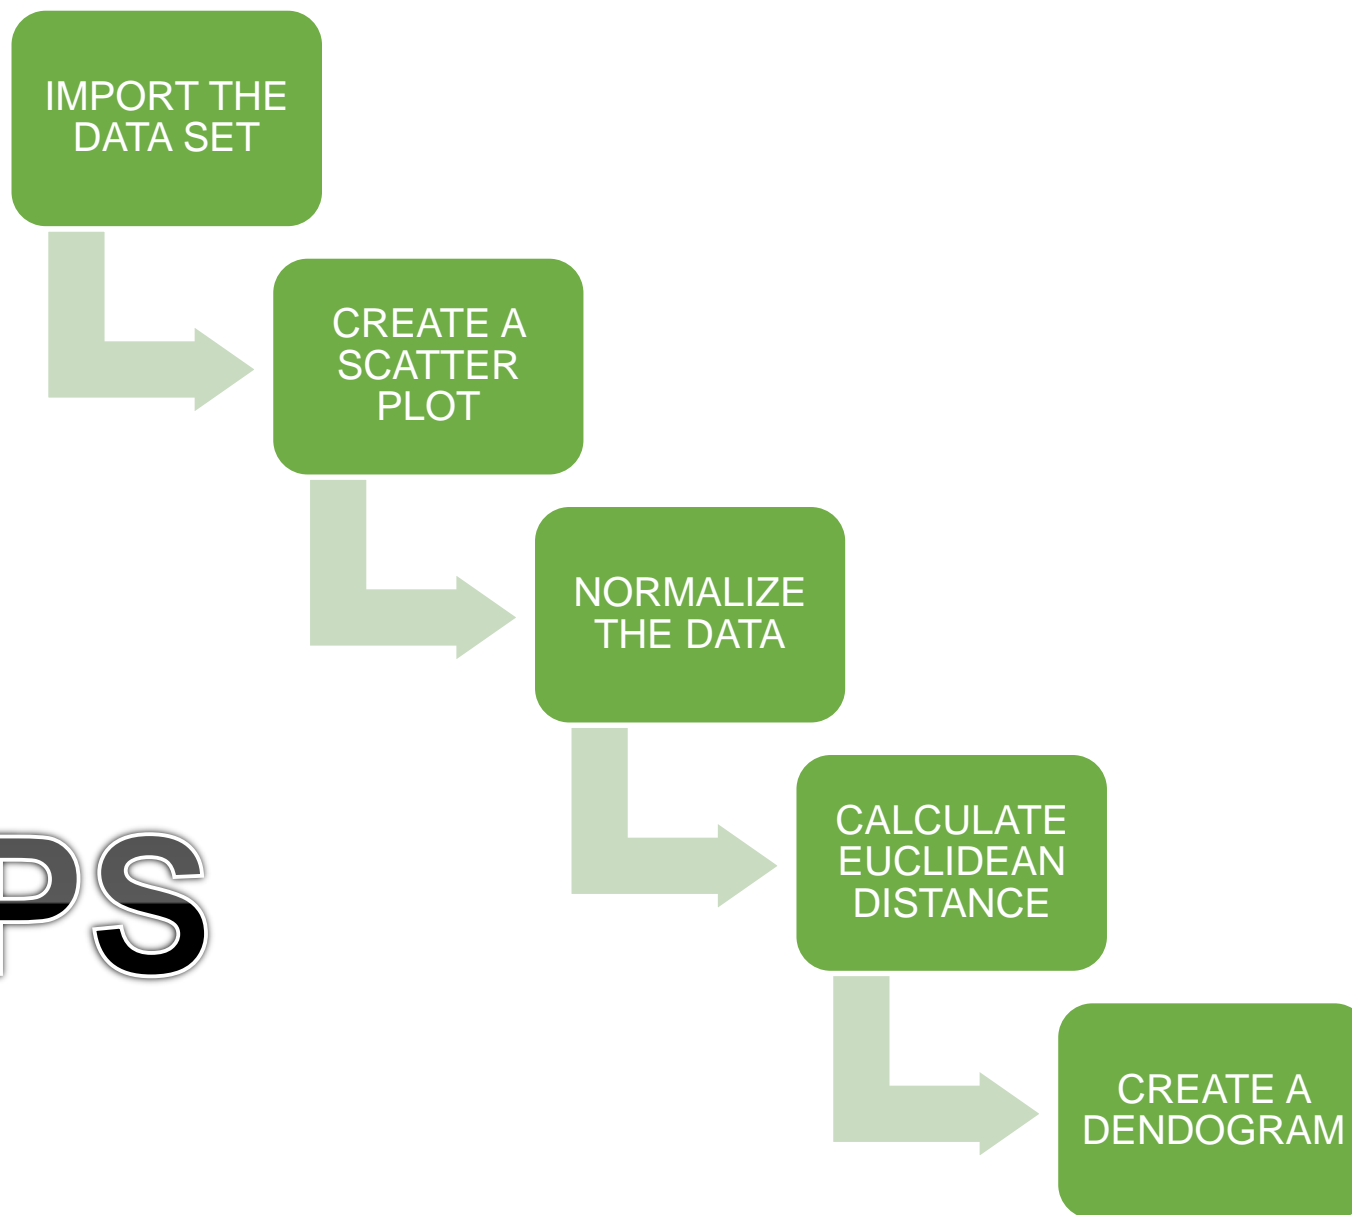 IMPORT THE
DATA SET
CREATE A
SCATTER
PLOT
NORMALIZE
THE DATA
CALCULATE
EUCLIDEAN
DISTANCE
PS
CREATE A
DENDOGRAM